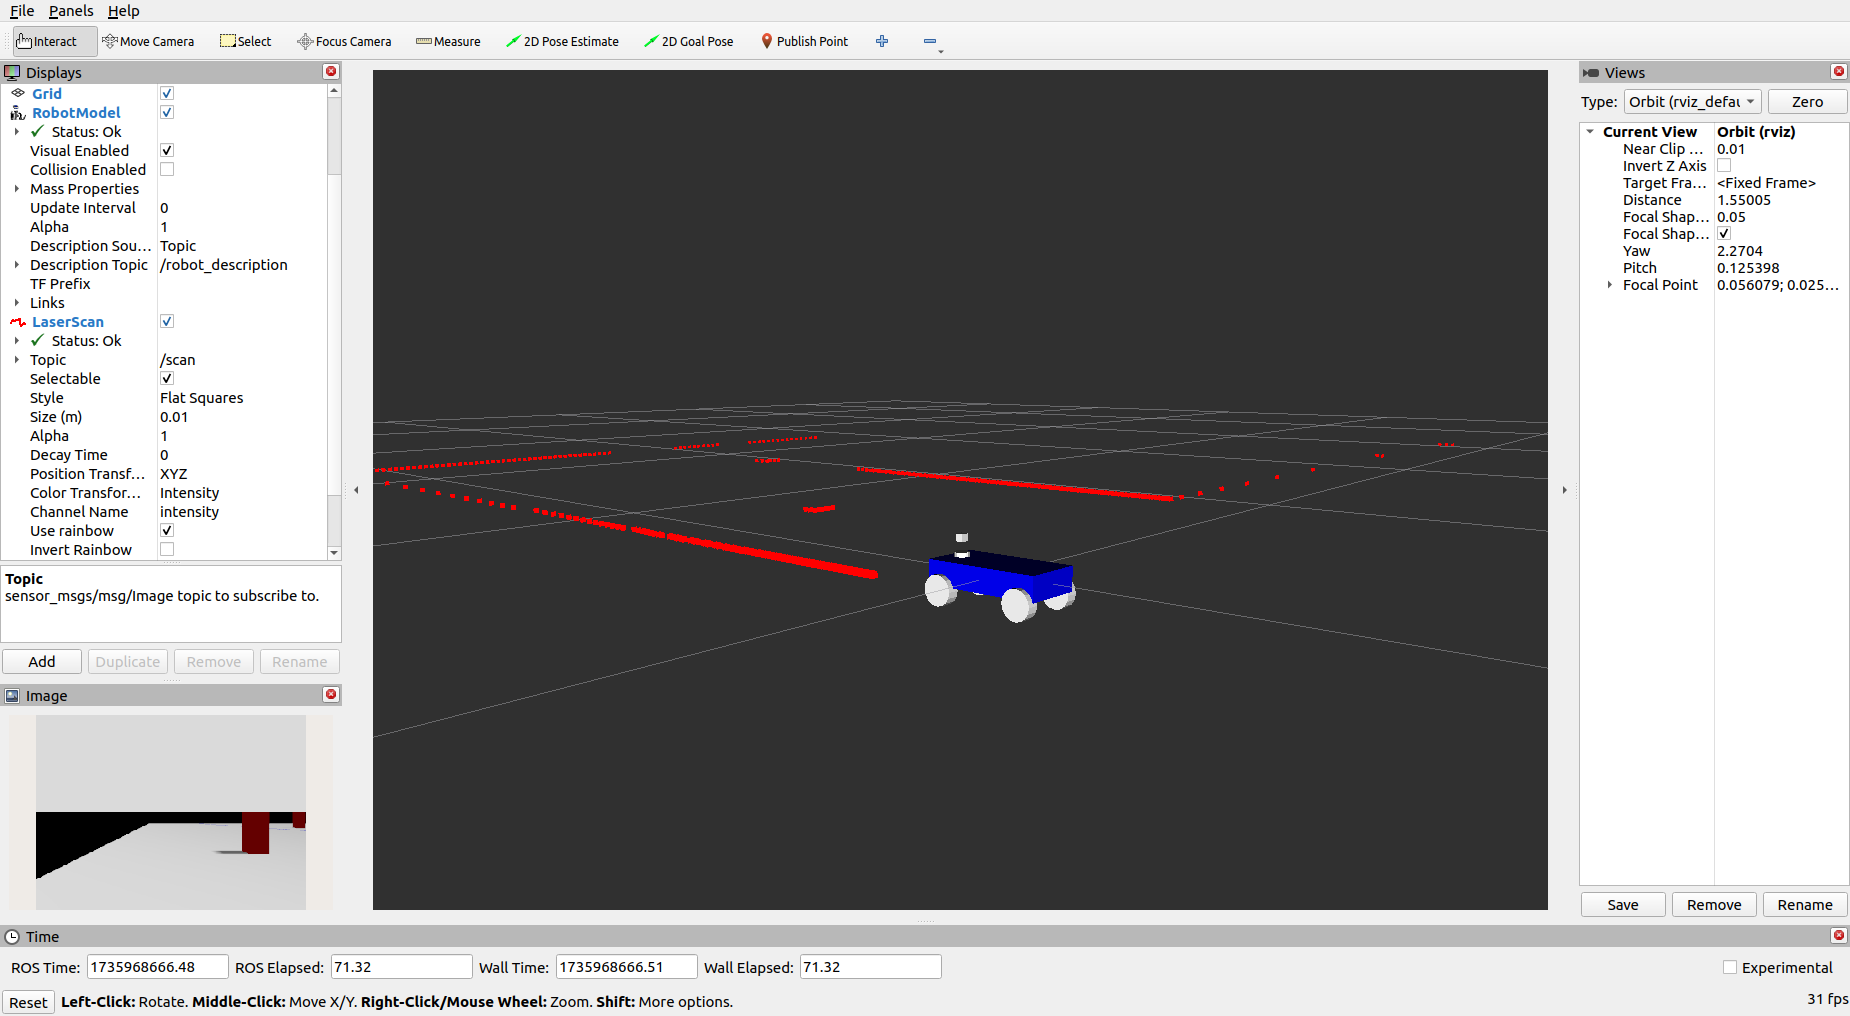 File Panels Help
Interact Move Camera Select Focus Camera Measure 2D Pose Estimate 2D Goal Pose Publish Point
Displays
Grid
RobotModel
Status: Ok
Visual Enabled
Collision Enabled
Mass Properties
Update Interval 0
Alpha 1
Description Sou... Topic
Description Topic /robot_description
TF Prefix
Links
LaserScan
Status: Ok
Topic /scan
Selectable
Style Flat Squares
Size (m) 0.01
Alpha 1
Decay Time 0
Position Transf... XYZ
Color Transfor... Intensity
Channel Name intensity
Use rainbow
Invert Rainbow
Topic
sensor_msgs/msg/Image topic to subscribe to.
Add Duplicate Remove Rename
Image
Views
Type: Orbit (rviz_defau Zero
Current View Orbit (rviz)
Near Clip ... 0.01
Invert Z Axis
Target Fra... <Fixed Frame>
Distance 1.55005
Focal Shap... 0.05
Focal Shap...
Yaw 2.2704
Pitch 0.125398
Focal Point 0.056079; 0.025...
Save Remove Rename
Time
ROS Time: 1735968666.48 ROS Elapsed: 71.32 Wall Time: 1735968666.51 Wall Elapsed: 71.32 Experimental
Reset Left-Click: Rotate. Middle-Click: Move X/Y. Right-Click/Mouse Wheel: Zoom. Shift: More options. 31 fps